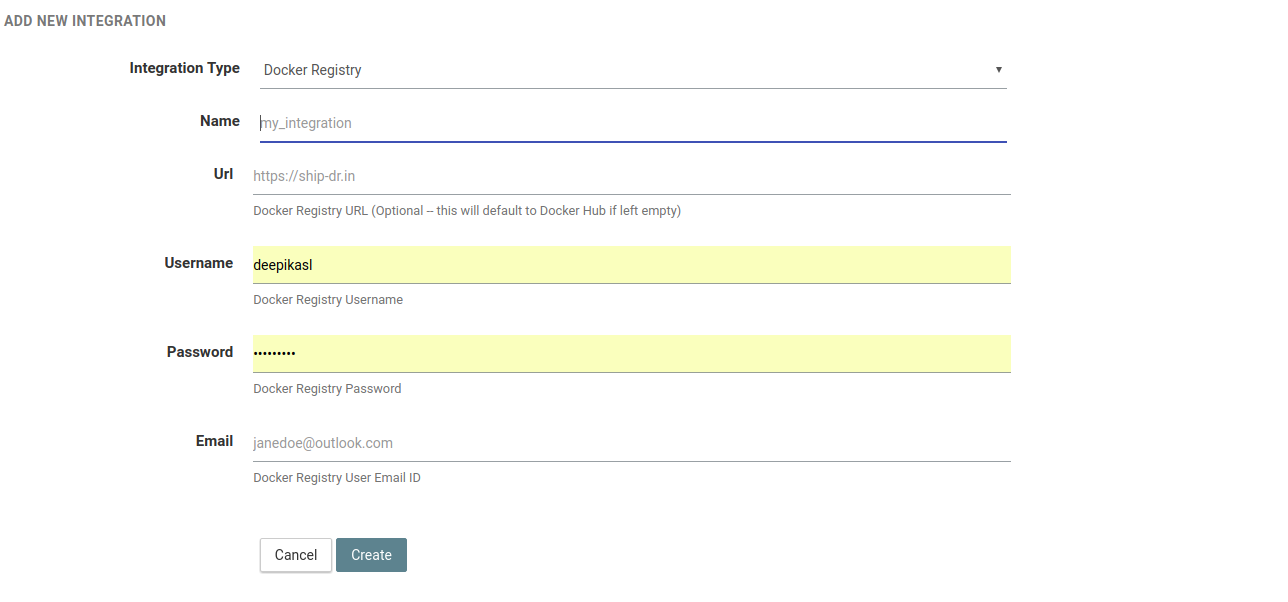 ADD NEW INTEGRATION
Integration Type Docker Registry ▼
Name my_integration
Url https://ship-dr.in
Docker Registry URL (Optional -- this will default to Docker Hub if left empty)
Username deepikasl
Docker Registry Username
Password •••••••••
Docker Registry Password
Email janedoe@outlook.com
Docker Registry User Email ID
Cancel Create